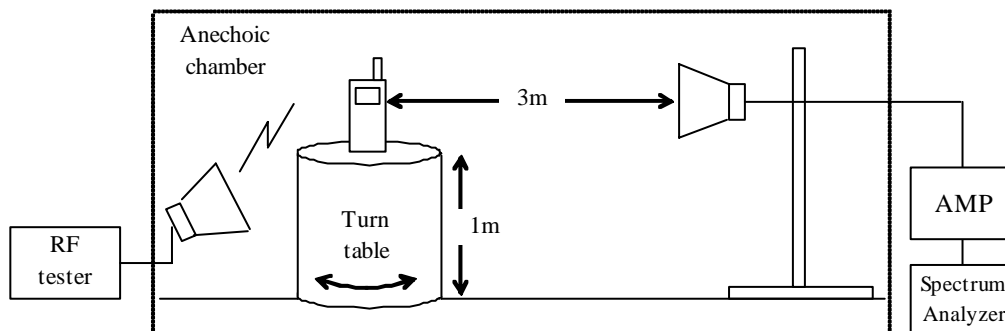 Anechoic
chamber
3m
Turn
table
1m
RF
tester
AMP
Spectrum
Analyzer